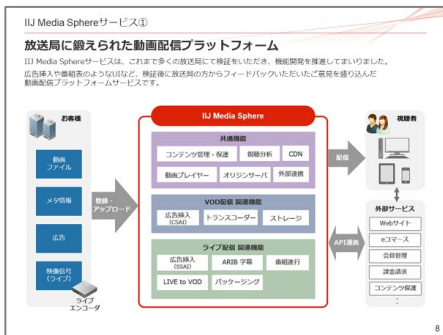 IIJ Media Sphereサービス①
放送局に鍛えられた動画配信プラットフォーム
IIJ Media Sphereサービスは、これまで多くの放送局にて検証をいただき、機能開発を推進してまいりました。
広告挿入や番組表のようなUIなど、検証後に放送局の方からフィードバックいただいたご意見を盛り込んだ
動画配信プラットフォームサービスです。
お客様
動画
ファイル
メタ情報
広告
映像信号
(ライブ)
ライブ
エンコーダ
登録・
アップロード
IIJ Media Sphere
共通機能
コンテンツ管理・保護
視聴分析
CDN
動画プレイヤー
オリジンサーバ
外部連携
VOD配信 関連機能
広告挿入
(CSAI)
トランスコーダー
ストレージ
ライブ配信 関連機能
広告挿入
(SSAI)
ARIB 字幕
番組進行
LIVE to VOD
パッケージング
配信
API連携
視聴者
外部サービス
Webサイト
eコマース
会員管理
課金請求
コンテンツ保護
:
8